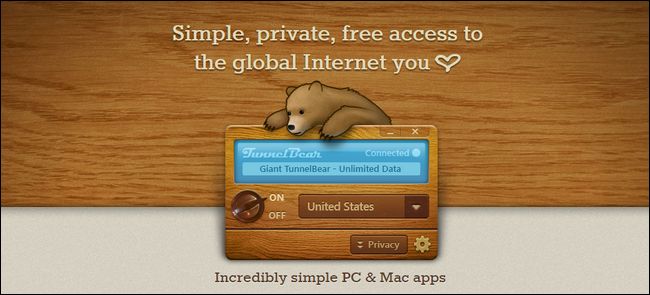 Simple, private, free access to
the global Internet you
TunnelBear Connected
Giant TunnelBear - Unlimited Data
ON
OFF
United States
Privacy
Incredibly simple PC & Mac apps